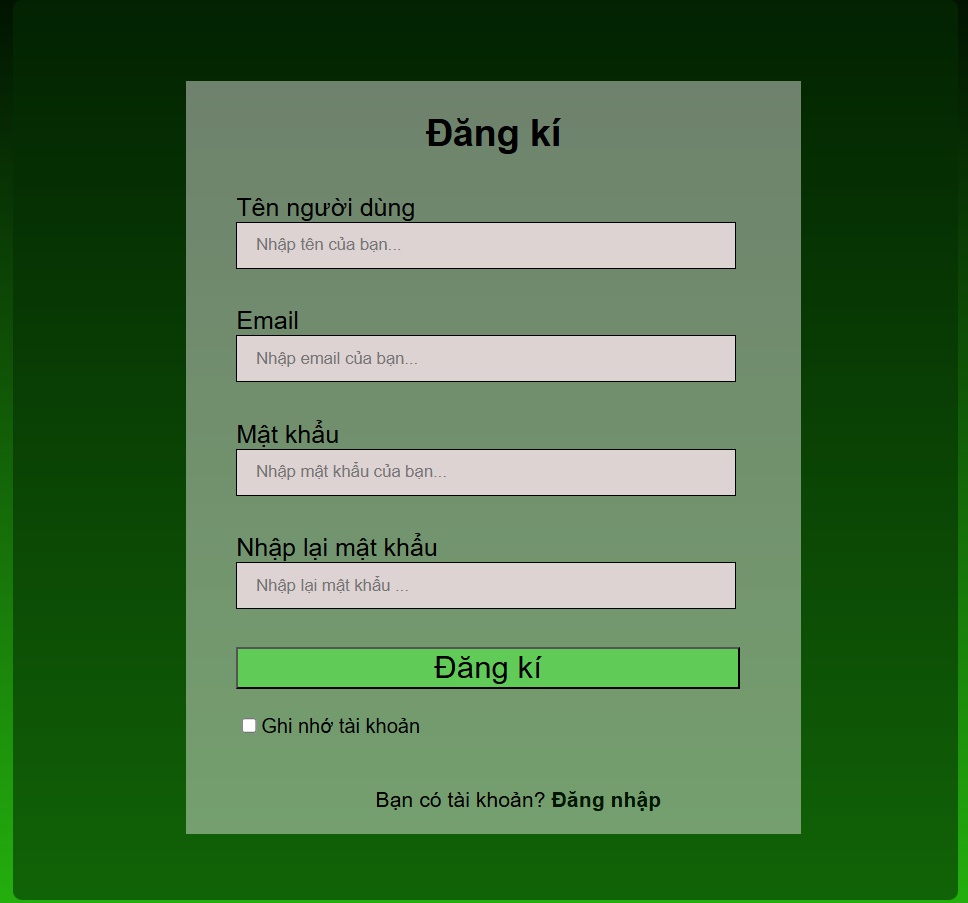 Đăng kí
Tên người dùng
Nhập tên của bạn...
Email
Nhập email của bạn...
Mật khẩu
Nhập mật khẩu của bạn...
Nhập lại mật khẩu
Nhập lại mật khẩu ...
Đăng kí
Ghi nhớ tài khoản
Bạn có tài khoản? Đăng nhập